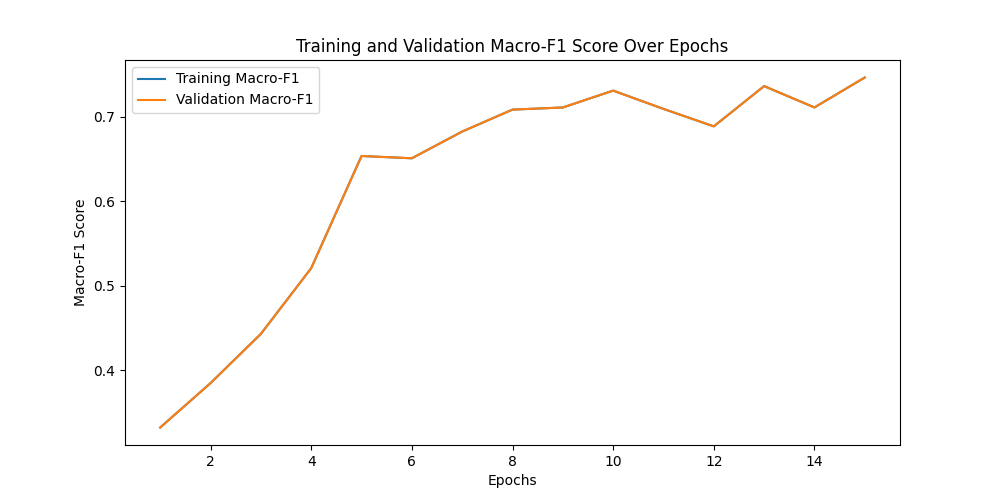 Training and Validation Macro-F1 Score Over Epochs
Training Macro-F1
Validation Macro-F1
Macro-F1 Score
0.7
0.6
0.5
0.4
2 4 6 8 10 12 14
Epochs